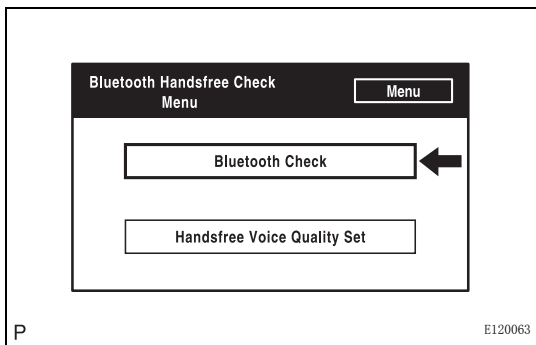 Bluetooth Handsfree Check
Menu
Menu
Bluetooth Check
Handsfree Voice Quality Set
P
E120063